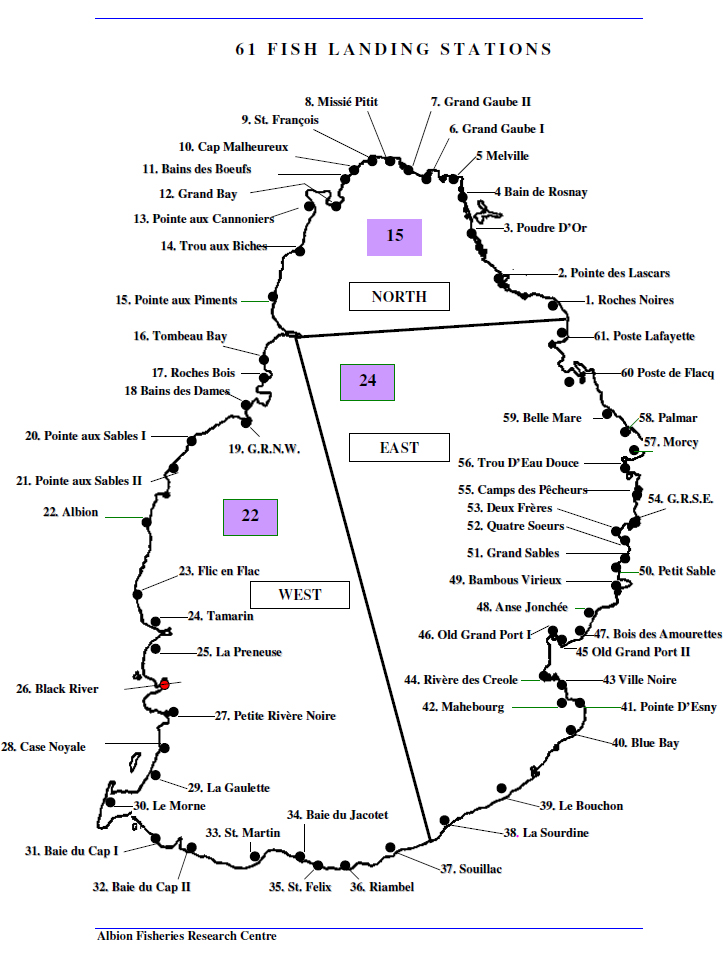 61 FISH LANDING STATIONS
8. Missié Pitit
7. Grand Gaube II
9. St. François
6. Grand Gaube I
10. Cap Malheureux
5 Melville
11. Bains des Boeufs
12. Grand Bay
4 Bain de Rosnay
13. Pointe aux Cannoniers
3. Poudre D'Or
15
14. Trou aux Biches
2. Pointe des Lascars
15. Pointe aux Piments
NORTH
1. Roches Noires
16. Tombeau Bay
61. Poste Lafayette
17. Roches Bois
24
60 Poste de Flacq
18 Bains des Dames
59. Belle Mare
58. Palmar
20. Pointe aux Sables I
19. G.R.N.W.
EAST
57. Morcy
56. Trou D'Eau Douce
21. Pointe aux Sables II
55. Camps des Pêcheurs
54. G.R.S.E.
22. Albion
22
53. Deux Frères
52. Quatre Soeurs
51. Grand Sables
23. Flic en Flac
50. Petit Sable
49. Bambous Virieux
WEST
48. Anse Jonchée
24. Tamarin
46. Old Grand Port I
47. Bois des Amourettes
25. La Preneuse
45 Old Grand Port II
44. Rivère des Creole
43 Ville Noire
26. Black River
42. Mahebourg
41. Pointe D'Esny
27. Petite Rivère Noire
40. Blue Bay
28. Case Noyale
29. La Gaulette
30. Le Morne
39. Le Bouchon
34. Baie du Jacotet
33. St. Martin
38. La Sourdine
31. Baie du Cap I
37. Souillac
32. Baie du Cap II
35. St. Felix
36. Riambel
Albion Fisheries Research Centre